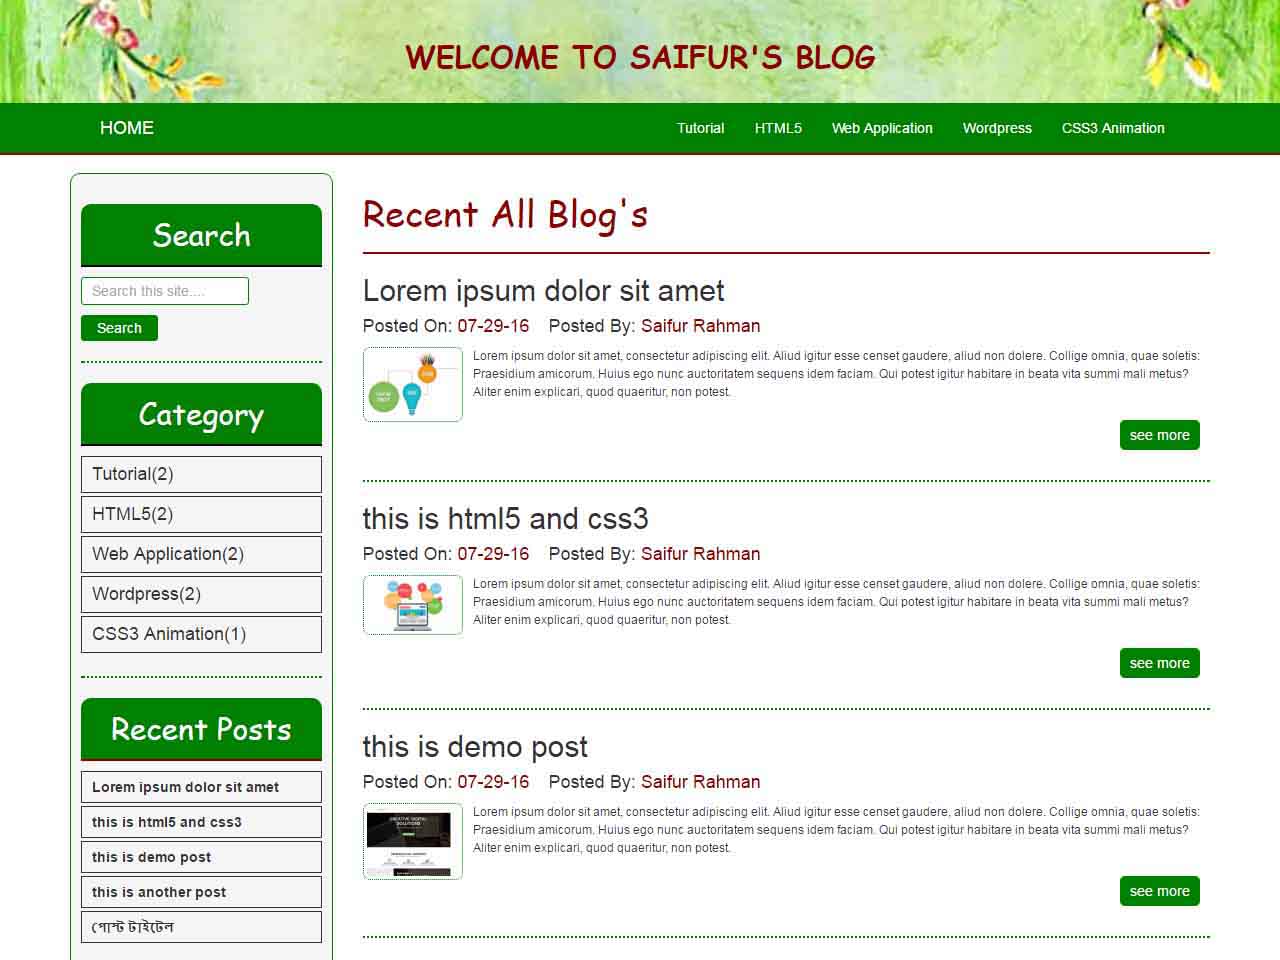 WELCOME TO SAIFUR'S BLOG
HOME
Tutorial
HTML5
Web Application
Wordpress
CSS3 Animation
Search
Search this site....
Search
Category
Tutorial(2)
HTML5(2)
Web Application(2)
Wordpress(2)
CSS3 Animation(1)
Recent Posts
Lorem ipsum dolor sit amet
this is html5 and css3
this is demo post
this is another post
পোস্ট টাইটেল
Recent All Blog's
Lorem ipsum dolor sit amet
Posted On: 07-29-16 Posted By: Saifur Rahman
Lorem ipsum dolor sit amet, consectetur adipiscing elit. Aliud igitur esse censet gaudere, aliud non dolere. Collige omnia, quae soletis:
Praesidium amicorum. Huius ego nunc auctoritatem sequens idem faciam. Qui potest igitur habitare in beata vita summi mali metus?
Aliter enim explicari, quod quaeritur, non potest.
see more
this is html5 and css3
Posted On: 07-29-16 Posted By: Saifur Rahman
Lorem ipsum dolor sit amet, consectetur adipiscing elit. Aliud igitur esse censet gaudere, aliud non dolere. Collige omnia, quae soletis:
Praesidium amicorum. Huius ego nunc auctoritatem sequens idem faciam. Qui potest igitur habitare in beata vita summi mali metus?
Aliter enim explicari, quod quaeritur, non potest.
see more
this is demo post
Posted On: 07-29-16 Posted By: Saifur Rahman
Lorem ipsum dolor sit amet, consectetur adipiscing elit. Aliud igitur esse censet gaudere, aliud non dolere. Collige omnia, quae soletis:
Praesidium amicorum. Huius ego nunc auctoritatem sequens idem faciam. Qui potest igitur habitare in beata vita summi mali metus?
Aliter enim explicari, quod quaeritur, non potest.
CREATIVE DIGITAL
SOLUTIONS
see more